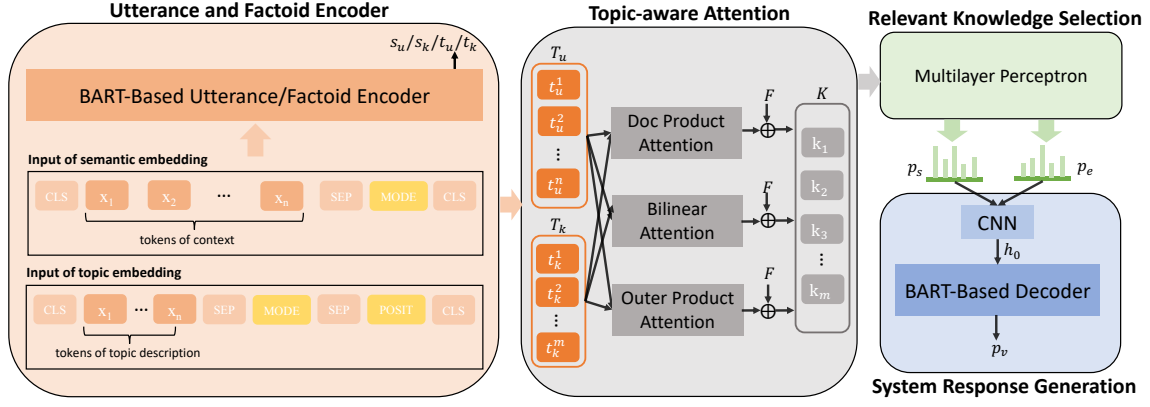 Utterance and Factoid Encoder
s_u/s_k/t_u/t_k
BART-Based Utterance/Factoid Encoder
Input of semantic embedding
CLS x_1 x_2 ... x_n SEP MODE CLS
tokens of context
Input of topic embedding
CLS x_1 ... x_n SEP MODE SEP POSIT CLS
tokens of topic description
Topic-aware Attention
T_u
t_u^1
t_u^2
⋮
t_u^n
T_k
t_k^1
t_k^2
⋮
t_k^m
Doc Product
Attention
Bilinear
Attention
Outer Product
Attention
F
F
F
K
k_1
k_2
k_3
⋮
k_m
Relevant Knowledge Selection
Multilayer Perceptron
p_s
p_e
CNN
h_0
BART-Based Decoder
p_v
System Response Generation